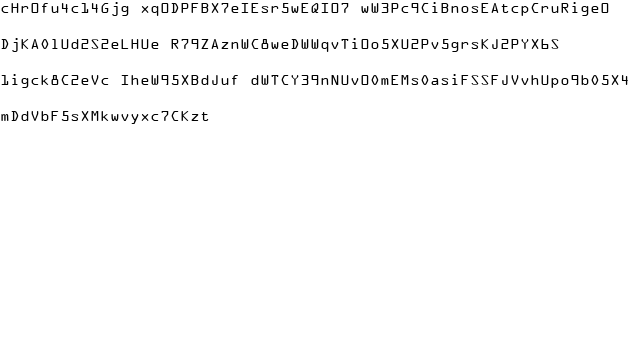 cHrOfu4c14Gjg xqODPFBX7eIEsr5wEQIO7 wW3Pc9CiBnosEAtcpCruRigeO
DjKA01Ud2S2eLHUe R79ZAznWC8weDWWqvTiOo5XU2Pv5grsKJ2PYX6S
1igck8C2eVc IheW95XBdJuf dWTCY39nNUvO0mEMs0asiFSSFJVvhUpo9b05X4
mDdVbF5sXMkwvyxc7CKzt